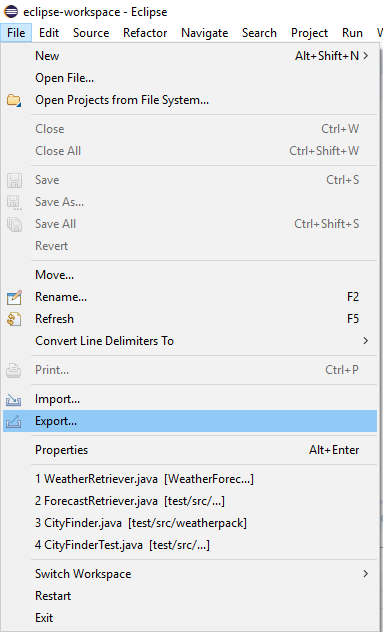 eclipse-workspace - Eclipse
File Edit Source Refactor Navigate Search Project Run
New Alt+Shift+N >
Open File...
Open Projects from File System...
Close Ctrl+W
Close All Ctrl+Shift+W
Save Ctrl+S
Save As...
Save All Ctrl+Shift+S
Revert
Move...
Rename... F2
Refresh F5
Convert Line Delimiters To >
Print... Ctrl+P
Import...
Export...
Properties Alt+Enter
1 WeatherRetriever.java [WeatherForec...]
2 ForecastRetriever.java [test/src/...]
3 CityFinder.java [test/src/weatherpack]
4 CityFinderTest.java [test/src/...]
Switch Workspace >
Restart
Exit